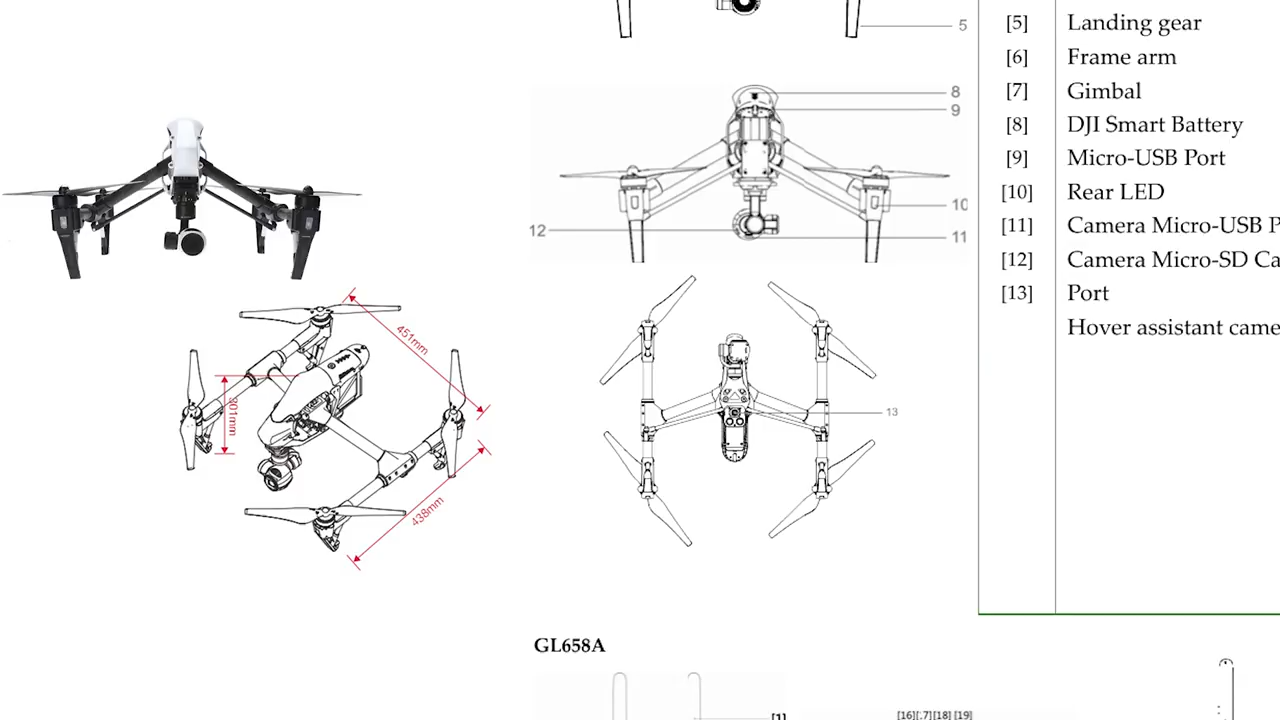 5
8
9
10
12
11
451mm
301mm
438mm
13
[5] Landing gear
[6] Frame arm
[7] Gimbal
[8] DJI Smart Battery
[9] Micro-USB Port
[10] Rear LED
[11] Camera Micro-USB P
[12] Camera Micro-SD Ca
[13] Port
Hover assistant came
GL658A
[1]
[18] [19]